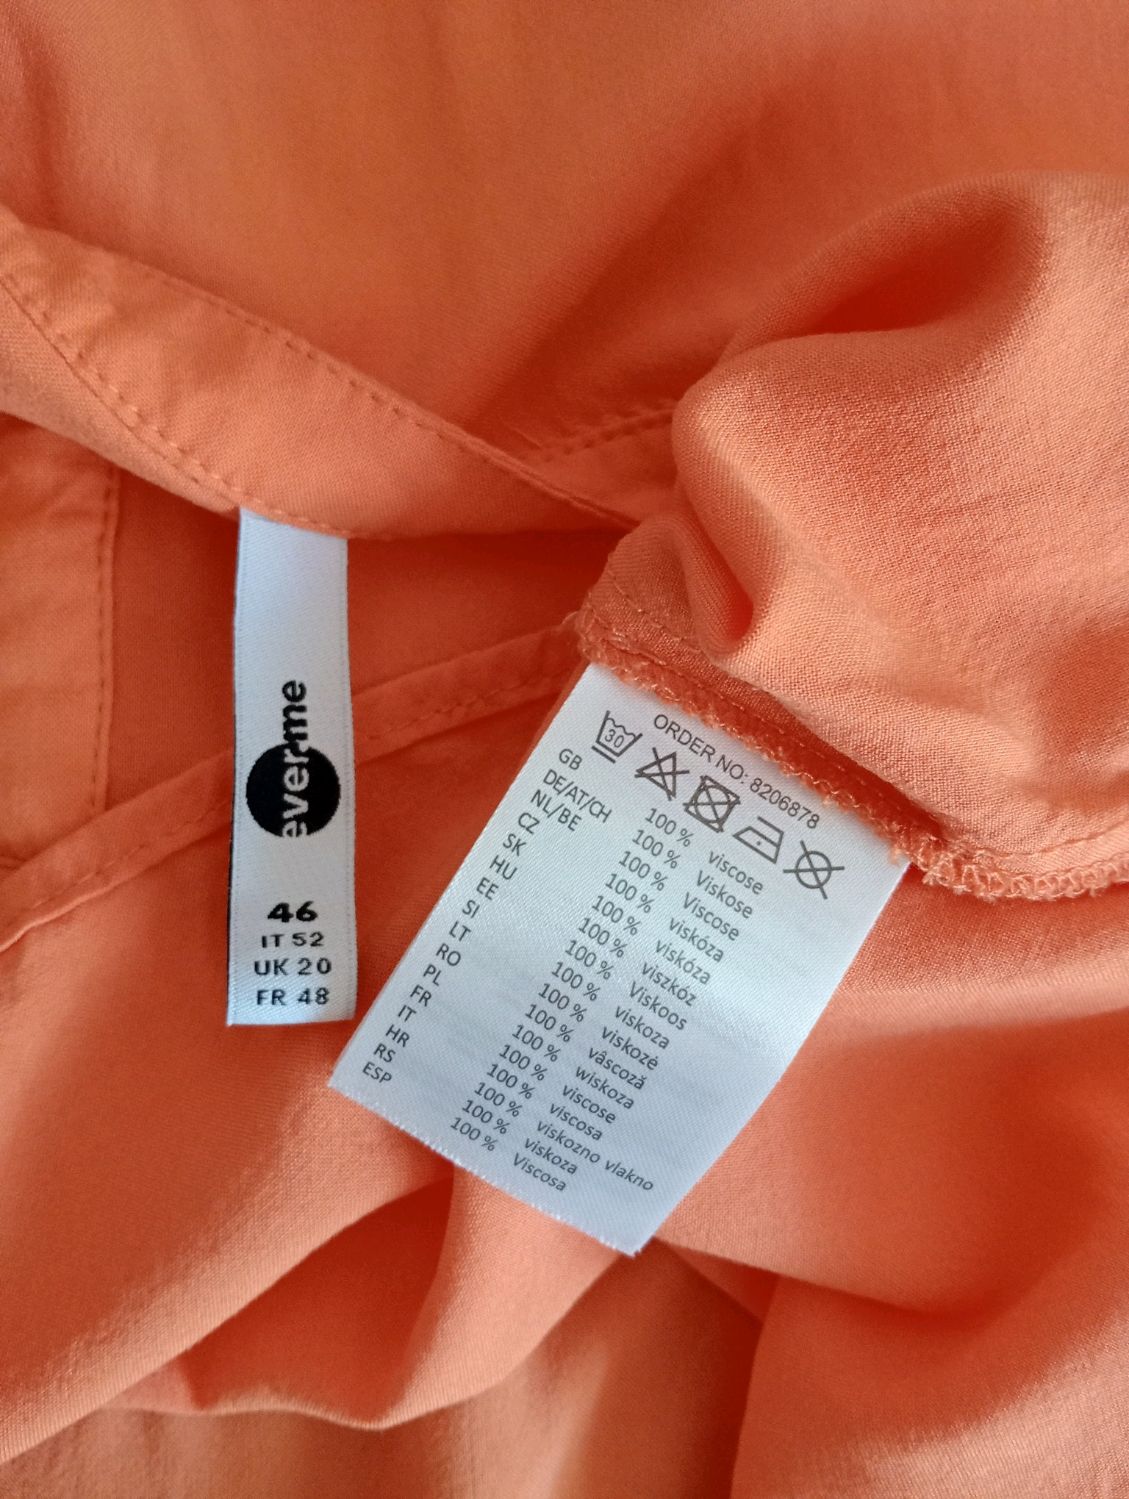 ever.me
46
IT 52
UK 20
FR 48
ORDER NO: 8206878
30
GB 100 % viscose
DE/AT/CH 100 % Viskose
NL/BE 100 % Viscose
CZ 100 % viskóza
SK 100 % viskóza
HU 100 % viszkóz
EE 100 % Viskoos
SI 100 % viskoza
LT 100 % viskozė
RO 100 % vâscoză
PL 100 % wiskoza
FR 100 % viscose
IT 100 % viscosa
HR 100 % viskozno vlakno
RS 100 % viskoza
ESP 100 % Viscosa